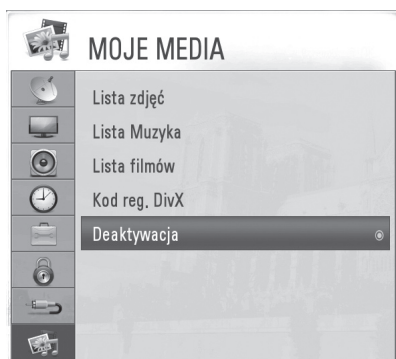 MOJE MEDIA
Lista zdjęć
Lista Muzyka
Lista filmów
Kod reg. DivX
Deaktywacja